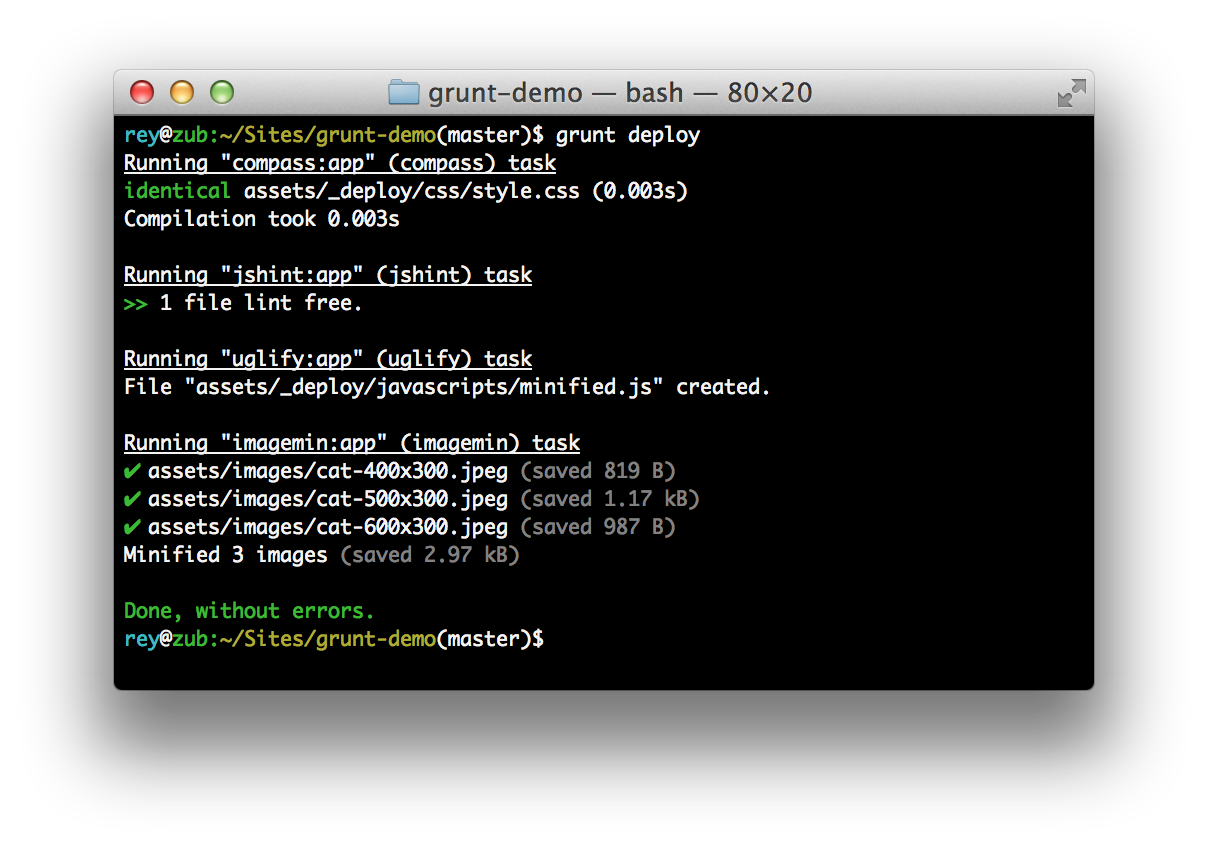 grunt-demo — bash — 80×20
rey@zub:~/Sites/grunt-demo(master)$ grunt deploy
Running "compass:app" (compass) task
identical assets/_deploy/css/style.css (0.003s)
Compilation took 0.003s
Running "jshint:app" (jshint) task
>> 1 file lint free.
Running "uglify:app" (uglify) task
File "assets/_deploy/javascripts/minified.js" created.
Running "imagemin:app" (imagemin) task
✔ assets/images/cat-400x300.jpeg (saved 819 B)
✔ assets/images/cat-500x300.jpeg (saved 1.17 kB)
✔ assets/images/cat-600x300.jpeg (saved 987 B)
Minified 3 images (saved 2.97 kB)
Done, without errors.
rey@zub:~/Sites/grunt-demo(master)$